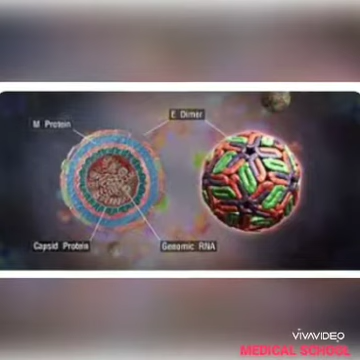 E Dimer
M Protein
Capsid Protein
Genomic RNA
VIVAVIDEO
MEDICAL SCHOOL